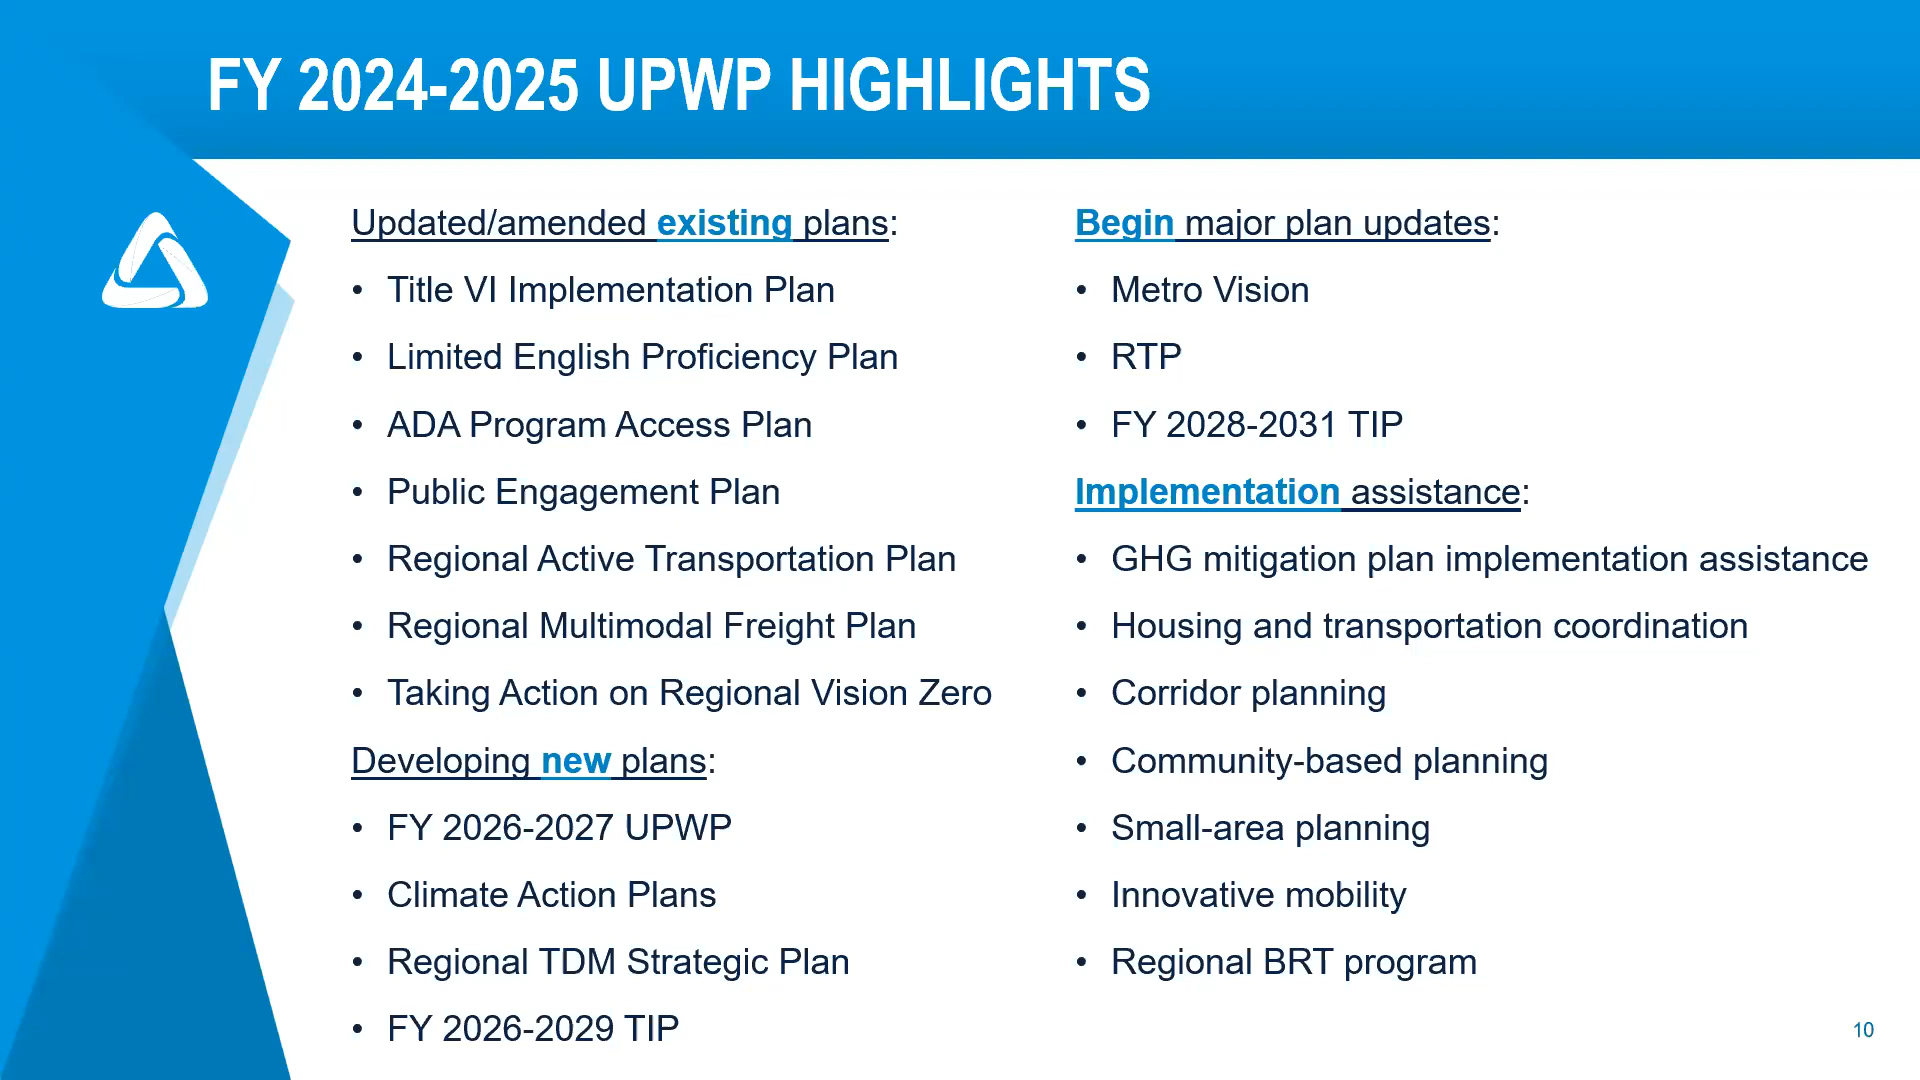 FY 2024-2025 UPWP HIGHLIGHTS
Updated/amended existing plans:
• Title VI Implementation Plan
• Limited English Proficiency Plan
• ADA Program Access Plan
• Public Engagement Plan
• Regional Active Transportation Plan
• Regional Multimodal Freight Plan
• Taking Action on Regional Vision Zero
Developing new plans:
• FY 2026-2027 UPWP
• Climate Action Plans
• Regional TDM Strategic Plan
• FY 2026-2029 TIP
Begin major plan updates:
• Metro Vision
• RTP
• FY 2028-2031 TIP
Implementation assistance:
• GHG mitigation plan implementation assistance
• Housing and transportation coordination
• Corridor planning
• Community-based planning
• Small-area planning
• Innovative mobility
• Regional BRT program
10